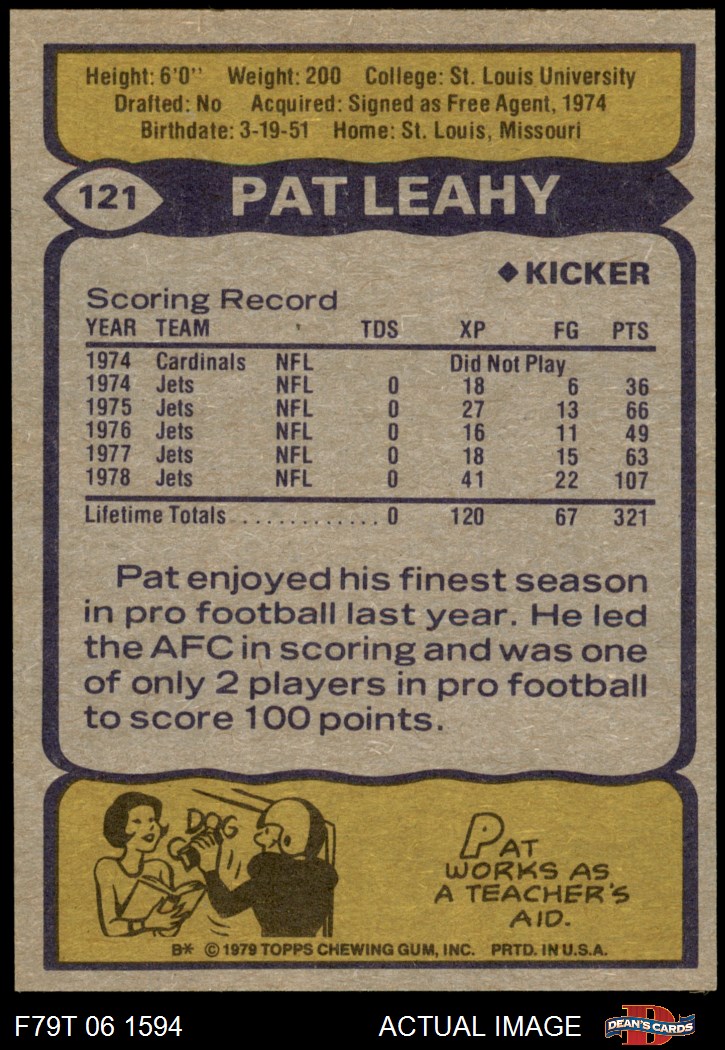 Height: 6'0" Weight: 200 College: St. Louis University
Drafted: No Acquired: Signed as Free Agent, 1974
Birthdate: 3-19-51 Home: St. Louis, Missouri
121 PAT LEAHY
◆ KICKER
Scoring Record
YEAR TEAM TDS XP FG PTS
1974 Cardinals NFL Did Not Play
1974 Jets NFL 0 18 6 36
1975 Jets NFL 0 27 13 66
1976 Jets NFL 0 16 11 49
1977 Jets NFL 0 18 15 63
1978 Jets NFL 0 41 22 107
Lifetime Totals ............ 0 120 67 321
Pat enjoyed his finest season
in pro football last year. He led
the AFC in scoring and was one
of only 2 players in pro football
to score 100 points.
DOG
PAT
WORKS AS
A TEACHER'S
AID.
B* © 1979 TOPPS CHEWING GUM, INC. PRTD. IN U.S.A.
F79T 06 1594 ACTUAL IMAGE D DEAN'S CARDS